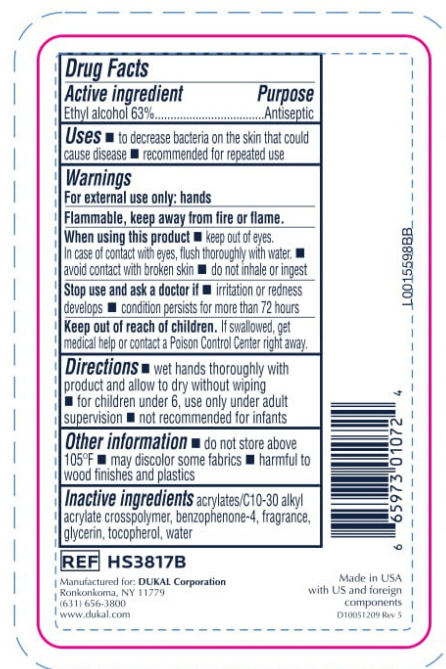 Drug Facts
Active ingredient Purpose
Ethyl alcohol 63%..................................Antiseptic
Uses ■ to decrease bacteria on the skin that could
cause disease ■ recommended for repeated use
Warnings
For external use only: hands
Flammable, keep away from fire or flame.
When using this product ■ keep out of eyes.
In case of contact with eyes, flush thoroughly with water. ■
avoid contact with broken skin ■ do not inhale or ingest
Stop use and ask a doctor if ■ irritation or redness
develops ■ condition persists for more than 72 hours
Keep out of reach of children. If swallowed, get
medical help or contact a Poison Control Center right away.
Directions ■ wet hands thoroughly with
product and allow to dry without wiping
■ for children under 6, use only under adult
supervision ■ not recommended for infants
Other information ■ do not store above
105°F ■ may discolor some fabrics ■ harmful to
wood finishes and plastics
Inactive ingredients acrylates/C10-30 alkyl
acrylate crosspolymer, benzophenone-4, fragrance,
glycerin, tocopherol, water
REF HS3817B
Manufactured for: DUKAL Corporation
Ronkonkoma, NY 11779
(631) 656-3800
www.dukal.com
Made in USA
with US and foreign
components
D10051209 Rev 5
L0015598BB
6 65973 01072 4